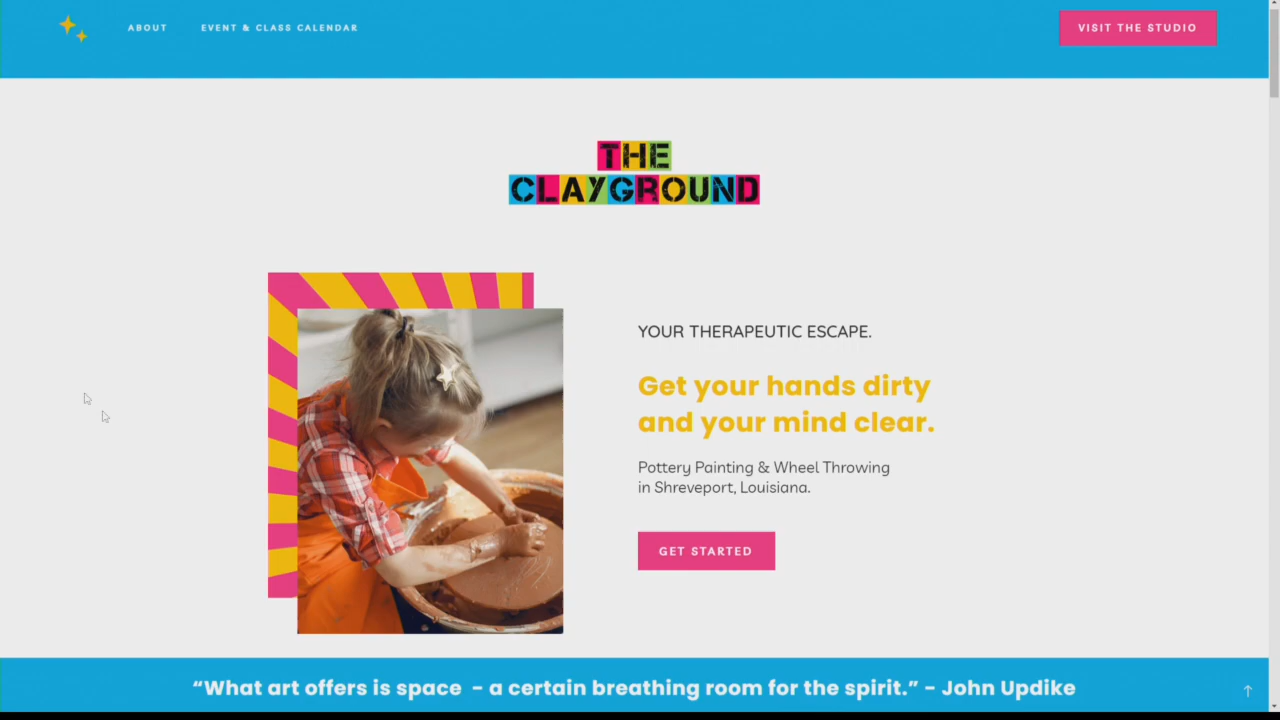 ABOUT
EVENT & CLASS CALENDAR
VISIT THE STUDIO
THE
CLAYGROUND
YOUR THERAPEUTIC ESCAPE.
Get your hands dirty
and your mind clear.
Pottery Painting & Wheel Throwing
in Shreveport, Louisiana.
GET STARTED
“What art offers is space – a certain breathing room for the spirit.” – John Updike